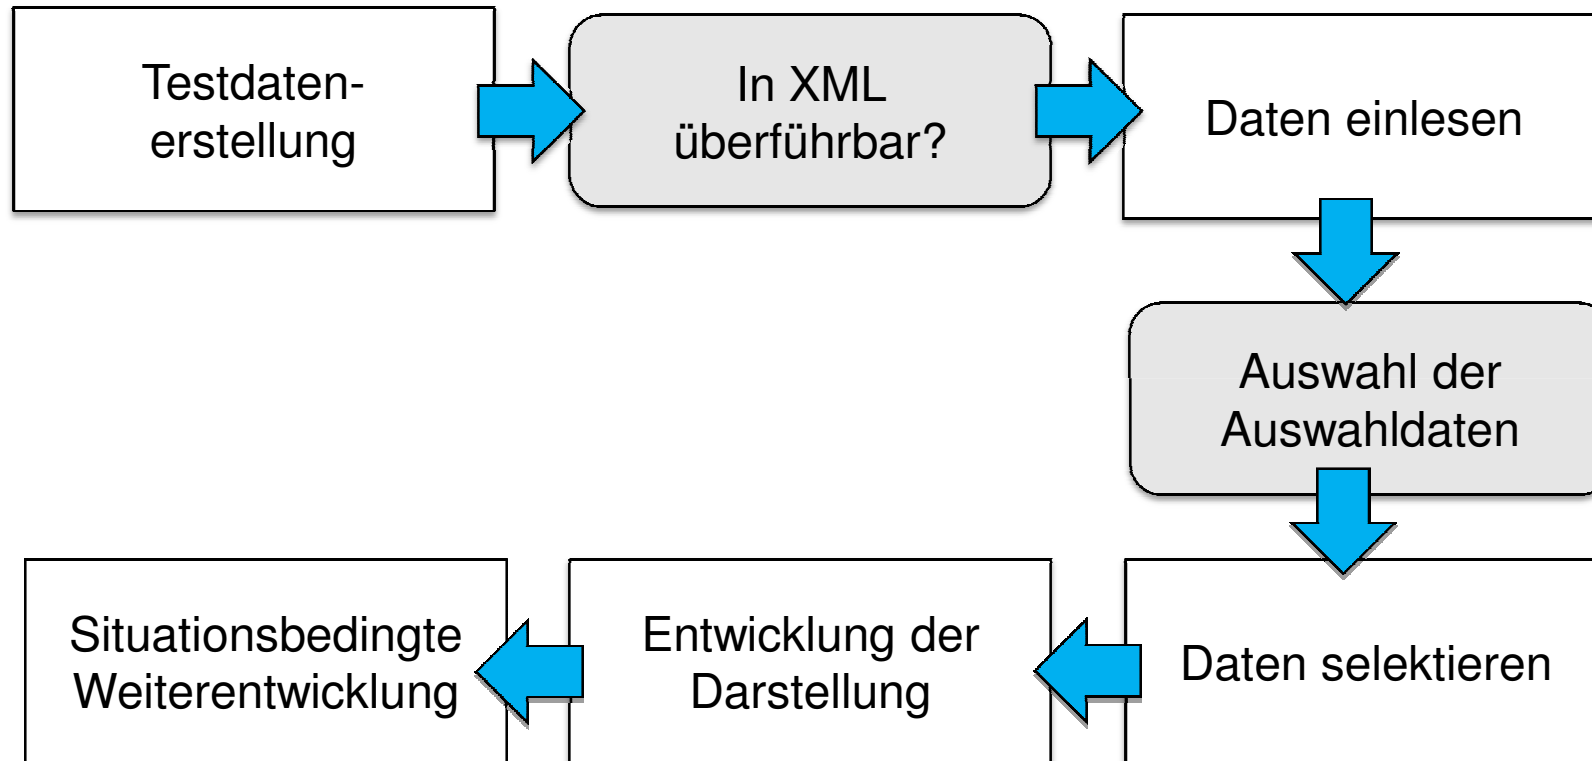 Testdaten-
erstellung
In XML
überführbar?
Daten einlesen
Auswahl der
Auswahldaten
Daten selektieren
Entwicklung der
Darstellung
Situationsbedingte
Weiterentwicklung